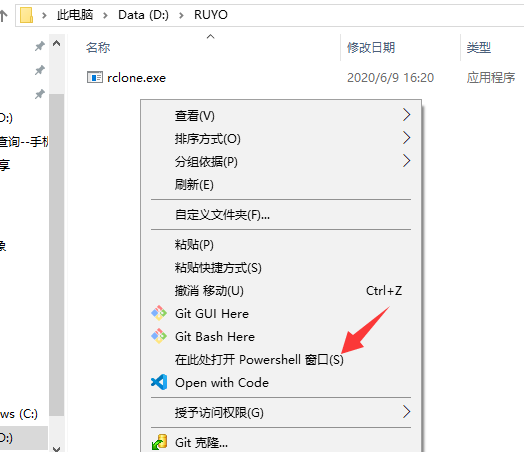 此电脑 > Data (D:) > RUYO
名称 修改日期 类型
rclone.exe 2020/6/9 16:20 应用程序
D:)
查询--手机
享
象
ws (C:)
D:)
查看(V)
排序方式(O)
分组依据(P)
刷新(E)
自定义文件夹(F)...
粘贴(P)
粘贴快捷方式(S)
撤消 移动(U) Ctrl+Z
Git GUI Here
Git Bash Here
在此处打开 Powershell 窗口(S)
Open with Code
授予访问权限(G)
Git 克隆...